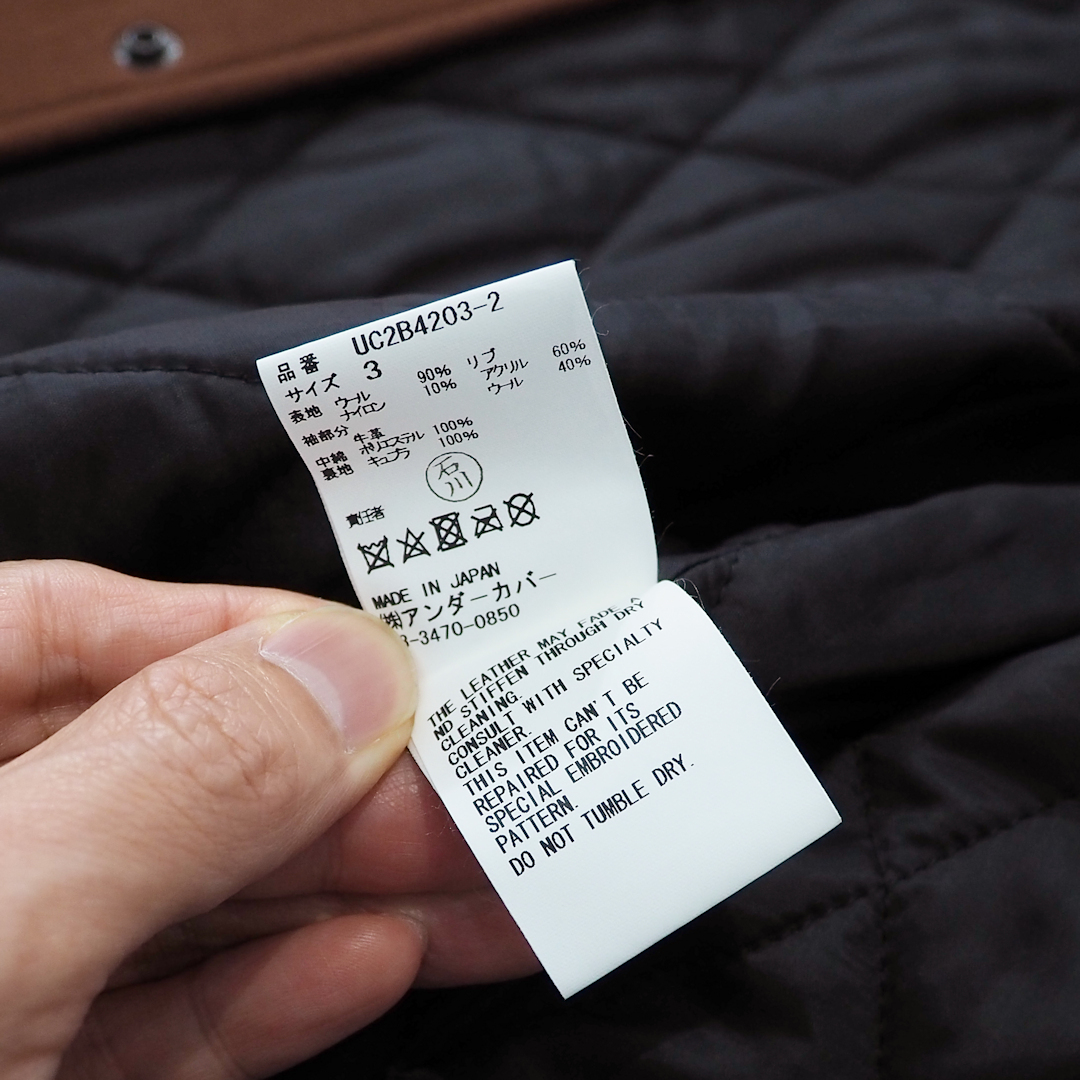 品番 UC2B4203-2
サイズ 3
表地 ウール 90% リブ アクリル 60%
ナイロン 10% ウール 40%
袖部分 牛革 100%
中綿 ポリエステル 100%
裏地 キュプラ
石川
責任者
MADE IN JAPAN
㈱アンダーカバー
3-3470-0850
THE LEATHER MAY FADE A
ND STIFFEN THROUGH DRY
CLEANING.
CONSULT WITH SPECIALTY
CLEANER.
THIS ITEM CAN'T BE
REPAIRED FOR ITS
SPECIAL EMBROIDERED
PATTERN.
DO NOT TUMBLE DRY.